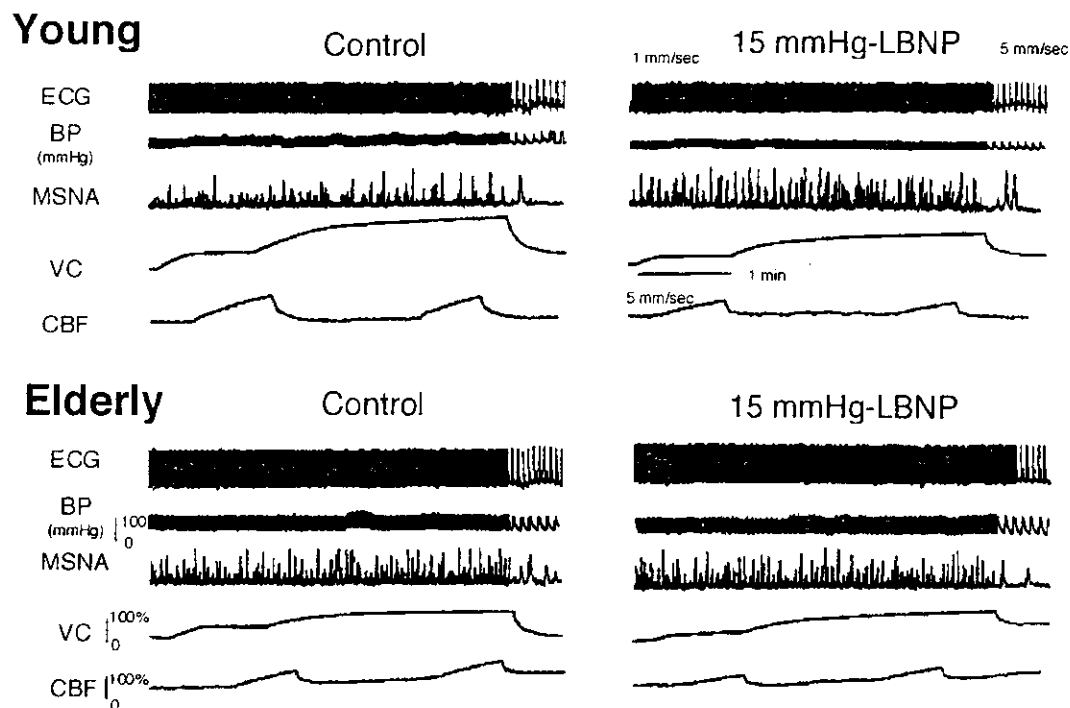 Young
Control
15 mmHg-LBNP
1 mm/sec
5 mm/sec
ECG
BP
(mmHg)
MSNA
VC
1 min
5 mm/sec
CBF
Elderly
Control
15 mmHg-LBNP
ECG
BP
(mmHg)
100
0
MSNA
VC
100%
0
CBF
100%
0